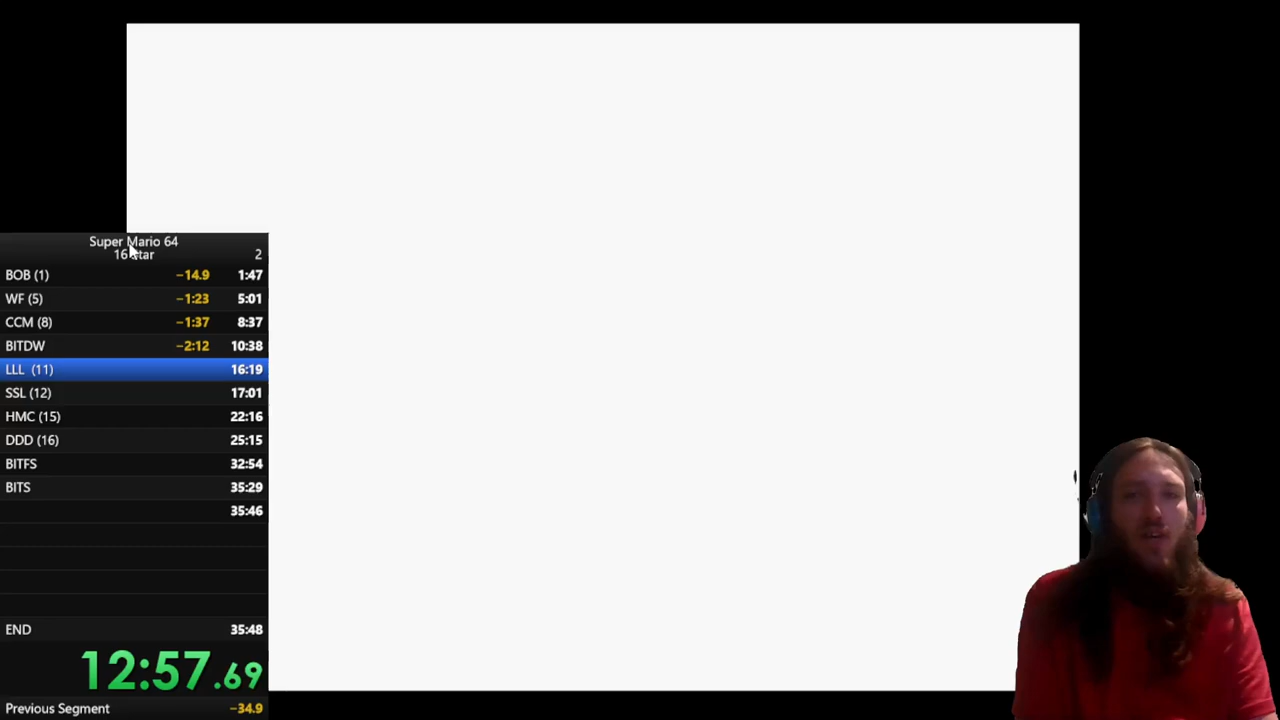 Super Mario 64
16 Star 2
BOB (1) −14.9 1:47
WF (5) −1:23 5:01
CCM (8) −1:37 8:37
BITDW −2:12 10:38
LLL (11) 16:19
SSL (12) 17:01
HMC (15) 22:16
DDD (16) 25:15
BITFS 32:54
BITS 35:29
35:46
END 35:48
12:57.69
Previous Segment −34.9